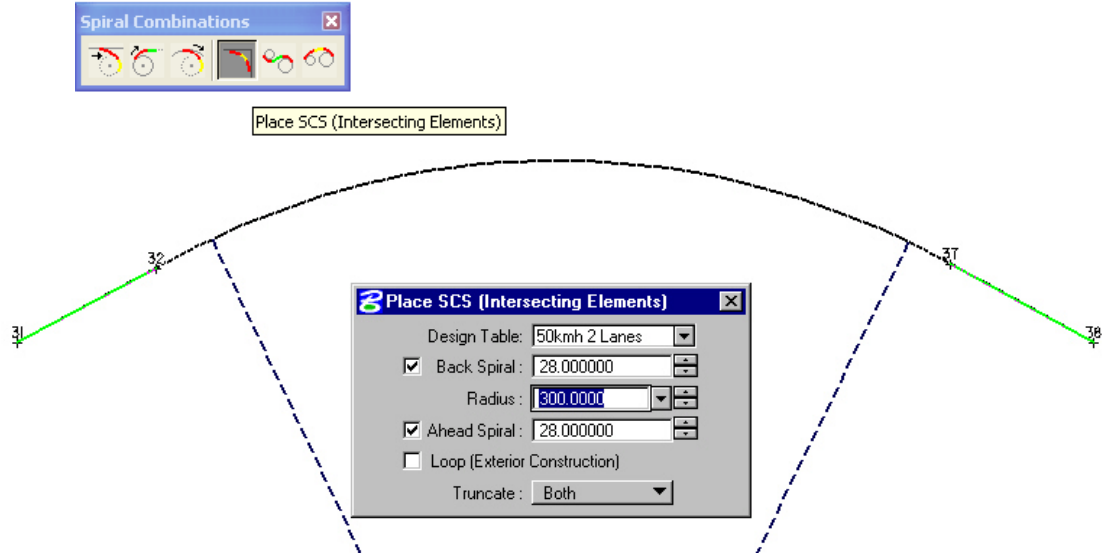 Spiral Combinations
Place SCS (Intersecting Elements)
32
37
31
38
Place SCS (Intersecting Elements)
Design Table: 50kmh 2 Lanes
Back Spiral : 28.000000
Radius : 300.0000
Ahead Spiral : 28.000000
Loop (Exterior Construction)
Truncate : Both